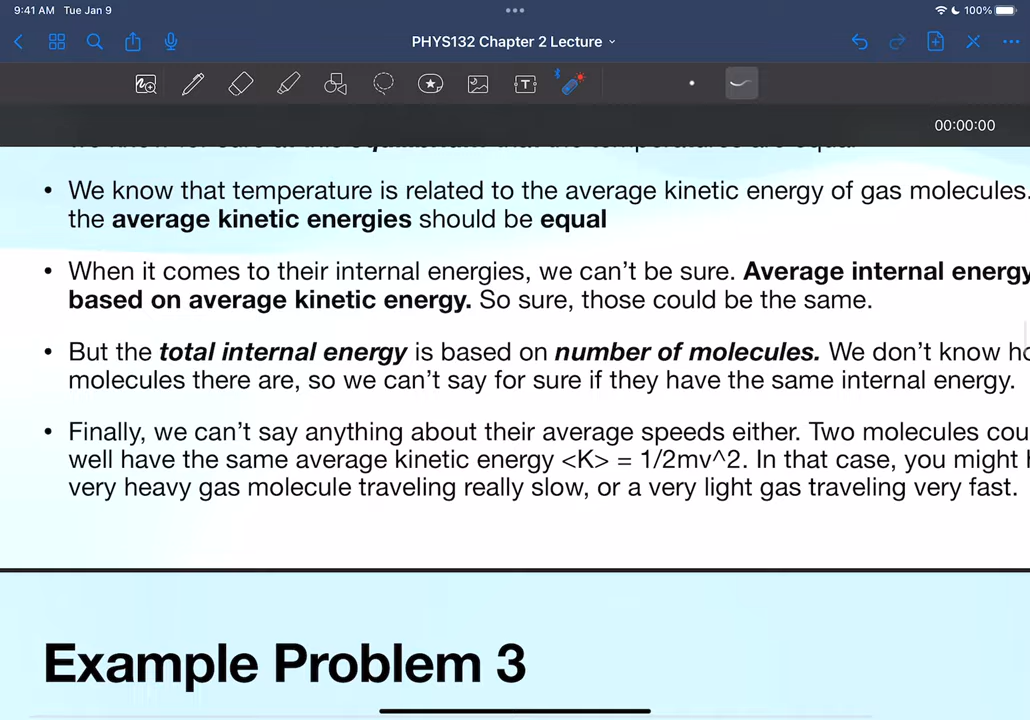 9:41 AM Tue Jan 9
100%
PHYS132 Chapter 2 Lecture
T
00:00:00
• We know that temperature is related to the average kinetic energy of gas molecules.
the average kinetic energies should be equal
• When it comes to their internal energies, we can't be sure. Average internal energy
based on average kinetic energy. So sure, those could be the same.
• But the total internal energy is based on number of molecules. We don't know
molecules there are, so we can't say for sure if they have the same internal energy.
• Finally, we can't say anything about their average speeds either. Two molecules
well have the same average kinetic energy <K> = 1/2mv^2. In that case, you might
very heavy gas molecule traveling really slow, or a very light gas traveling very fast.
Example Problem 3